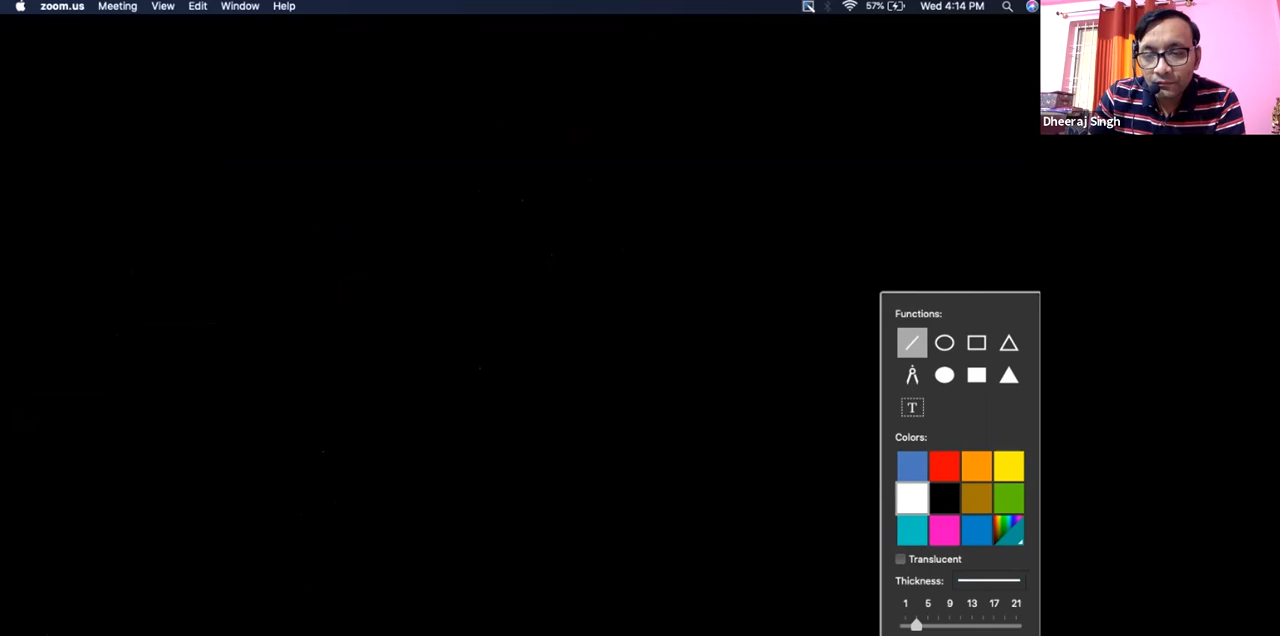 zoom.us Meeting View Edit Window Help 57% Wed 4:14 PM
Dheeraj Singh
Functions:
T
Colors:
Translucent
Thickness:
1 5 9 13 17 21